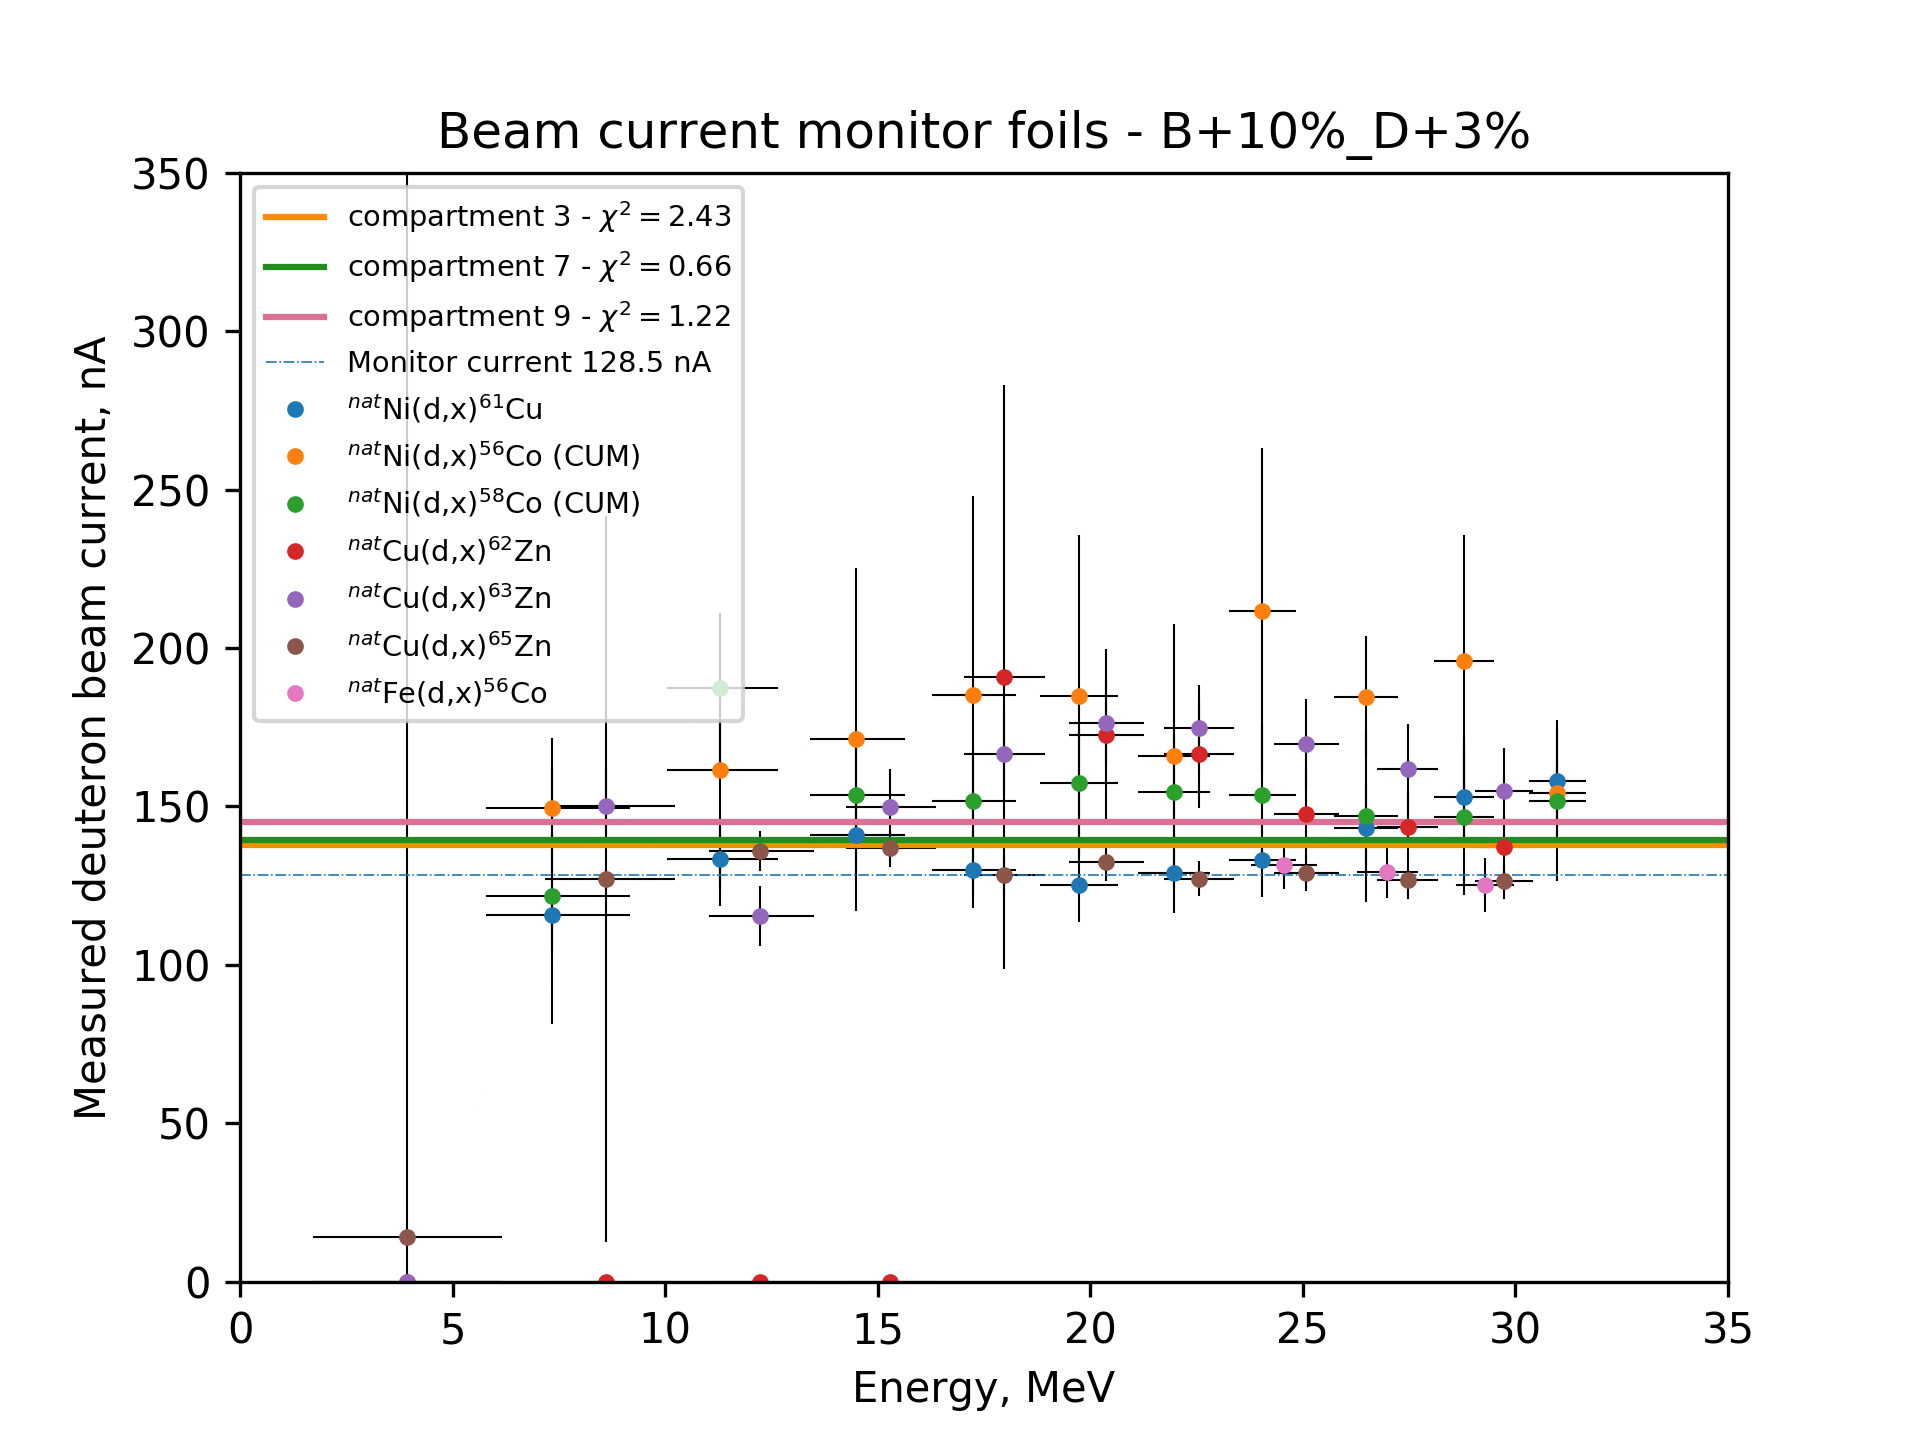 Beam current monitor foils - B+10%_D+3%
350
300
250
200
150
100
50
0
Measured deuteron beam current, nA
compartment 3 - χ² = 2.43
compartment 7 - χ² = 0.66
compartment 9 - χ² = 1.22
Monitor current 128.5 nA
ⁿᵃᵗNi(d,x)⁶¹Cu
ⁿᵃᵗNi(d,x)⁵⁶Co (CUM)
ⁿᵃᵗNi(d,x)⁵⁸Co (CUM)
ⁿᵃᵗCu(d,x)⁶²Zn
ⁿᵃᵗCu(d,x)⁶³Zn
ⁿᵃᵗCu(d,x)⁶⁵Zn
ⁿᵃᵗFe(d,x)⁵⁶Co
0 5 10 15 20 25 30 35
Energy, MeV